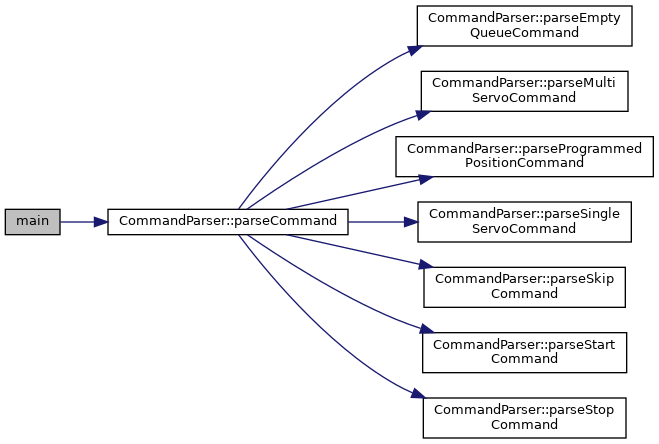 main
CommandParser::parseCommand
CommandParser::parseEmpty
QueueCommand
CommandParser::parseMulti
ServoCommand
CommandParser::parseProgrammed
PositionCommand
CommandParser::parseSingle
ServoCommand
CommandParser::parseSkip
Command
CommandParser::parseStart
Command
CommandParser::parseStop
Command